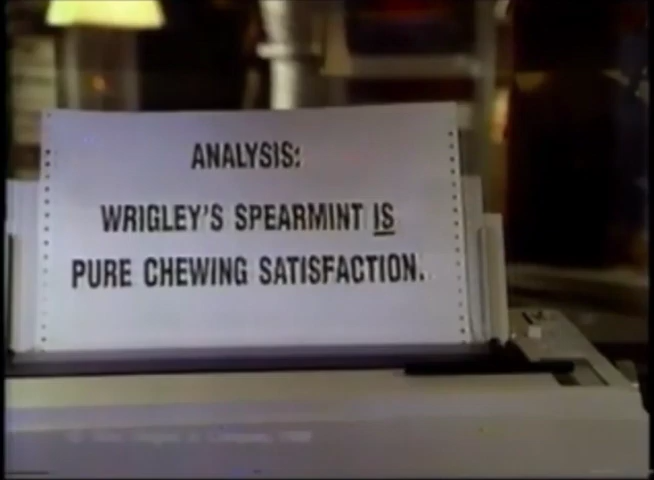 ANALYSIS:
WRIGLEY'S SPEARMINT IS
PURE CHEWING SATISFACTION.